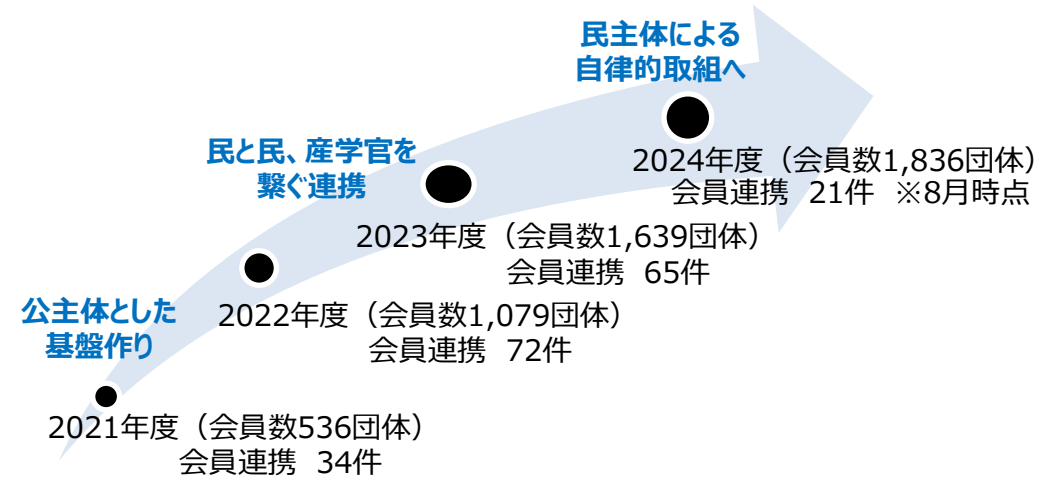 民主体による
自律的取組へ
民と民、産学官を
繋ぐ連携
2024年度（会員数1,836団体）
会員連携 21件 ※8月時点
2023年度（会員数1,639団体）
会員連携 65件
公主体とした
基盤作り
2022年度（会員数1,079団体）
会員連携 72件
2021年度（会員数536団体）
会員連携 34件